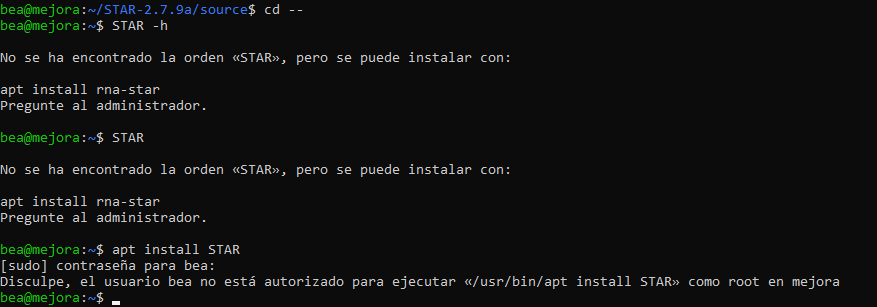 bea@mejora:~/STAR-2.7.9a/source$ cd --
bea@mejora:~$ STAR -h
No se ha encontrado la orden «STAR», pero se puede instalar con:
apt install rna-star
Pregunte al administrador.
bea@mejora:~$ STAR
No se ha encontrado la orden «STAR», pero se puede instalar con:
apt install rna-star
Pregunte al administrador.
bea@mejora:~$ apt install STAR
[sudo] contraseña para bea:
Disculpe, el usuario bea no está autorizado para ejecutar «/usr/bin/apt install STAR» como root en mejora
bea@mejora:~$